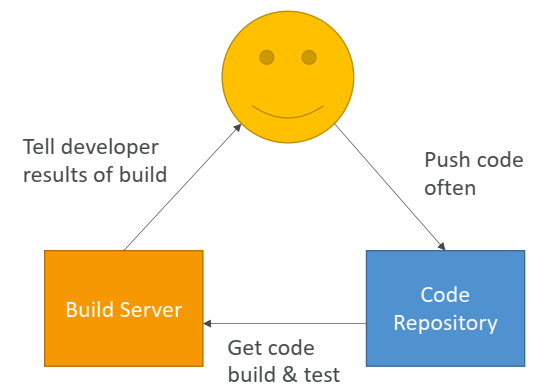 Tell developer
results of build
Push code
often
Build Server
Code
Repository
Get code
build & test